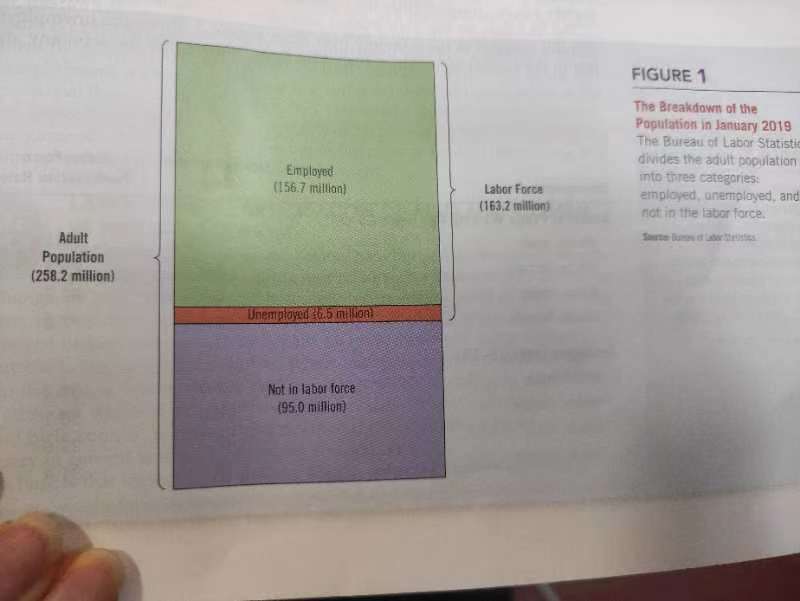 FIGURE 1
The Breakdown of the
Population in January 2019
The Bureau of Labor Statistic
divides the adult population
into three categories:
employed, unemployed, and
not in the labor force.
Source: Bureau of Labor Statistics.
Adult
Population
(258.2 million)
Employed
(156.7 million)
Unemployed (6.5 million)
Not in labor force
(95.0 million)
Labor Force
(163.2 million)